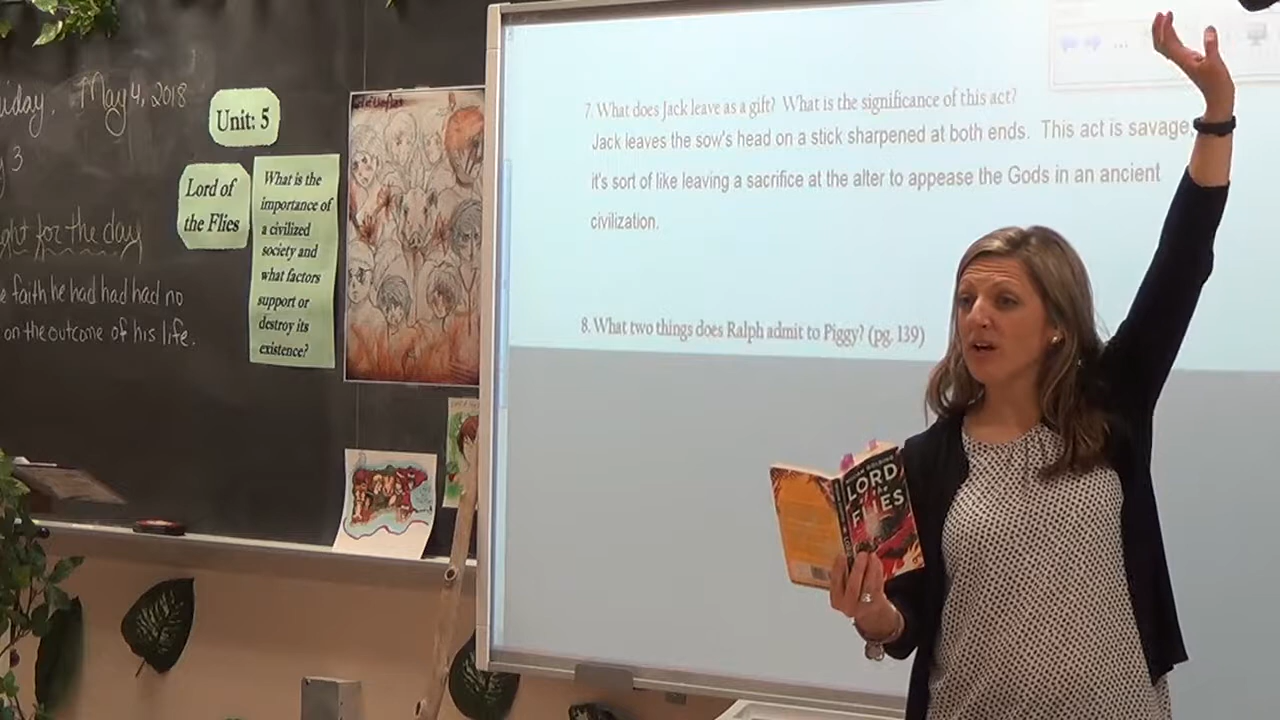 May 4, 2018
3
for the day
faith he had had had no
on the outcome of his life.
Unit: 5
Lord of
the Flies
What is the
importance of
a civilized
society and
what factors
support or
destroy its
existence?
7. What does Jack leave as a gift? What is the significance of this act?
Jack leaves the sow's head on a stick sharpened at both ends. This act is savage,
it's sort of like leaving a sacrifice at the alter to appease the Gods in an ancient
civilization.
8. What two things does Ralph admit to Piggy? (pg. 139)
GOLDING
LORD
FLIES